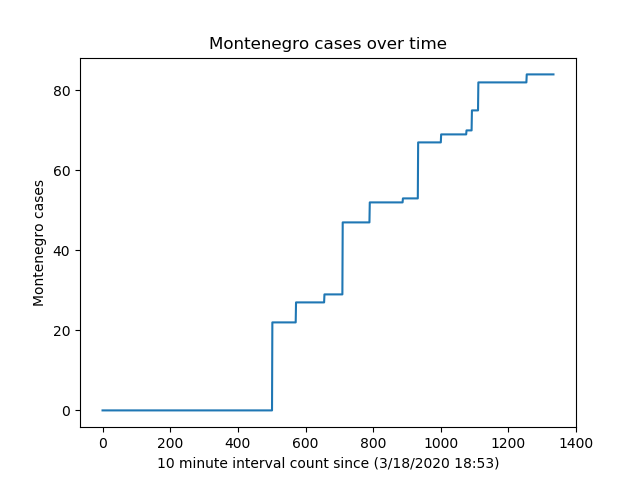 Montenegro cases over time
80
60
40
20
0
Montenegro cases
0 200 400 600 800 1000 1200 1400
10 minute interval count since (3/18/2020 18:53)